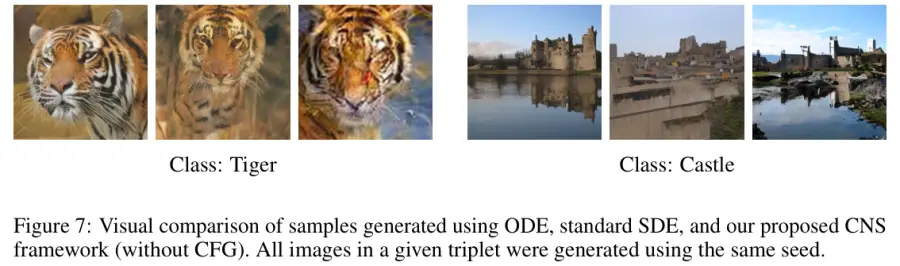 Class: Tiger
Class: Castle
Figure 7: Visual comparison of samples generated using ODE, standard SDE, and our proposed CNS
framework (without CFG). All images in a given triplet were generated using the same seed.